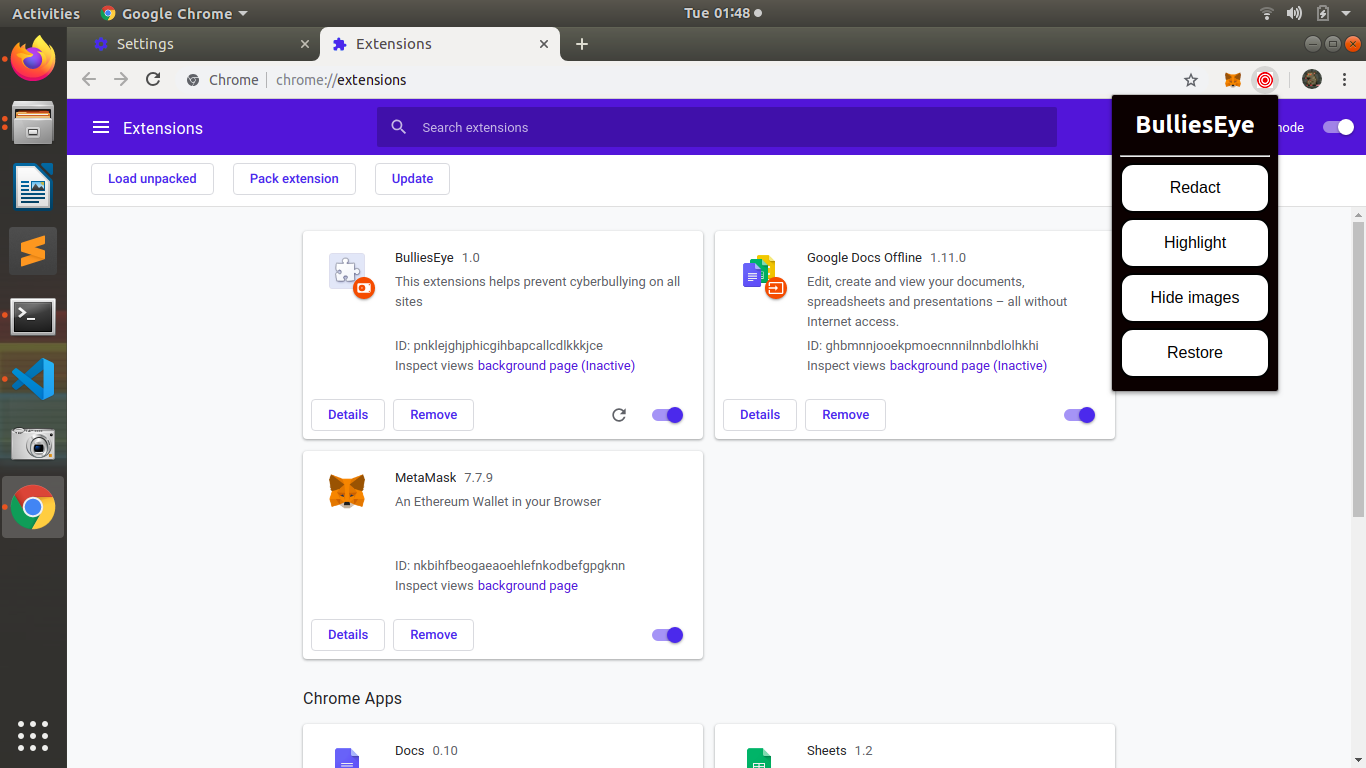 Activities Google Chrome Tue 01:48
Settings Extensions
Chrome chrome://extensions
Extensions Search extensions mode
BulliesEye
Redact
Highlight
Hide images
Restore
Load unpacked Pack extension Update
BulliesEye 1.0
This extensions helps prevent cyberbullying on all
sites
ID: pnklejghjphicgihbapcallcdlkkkjce
Inspect views background page (Inactive)
Details Remove
Google Docs Offline 1.11.0
Edit, create and view your documents,
spreadsheets and presentations – all without
Internet access.
ID: ghbmnnjooekpmoecnnnilnnbdlolhkhi
Inspect views background page (Inactive)
Details Remove
MetaMask 7.7.9
An Ethereum Wallet in your Browser
ID: nkbihfbeogaeaoehlefnkodbefgpgknn
Inspect views background page
Details Remove
Chrome Apps
Docs 0.10
Sheets 1.2